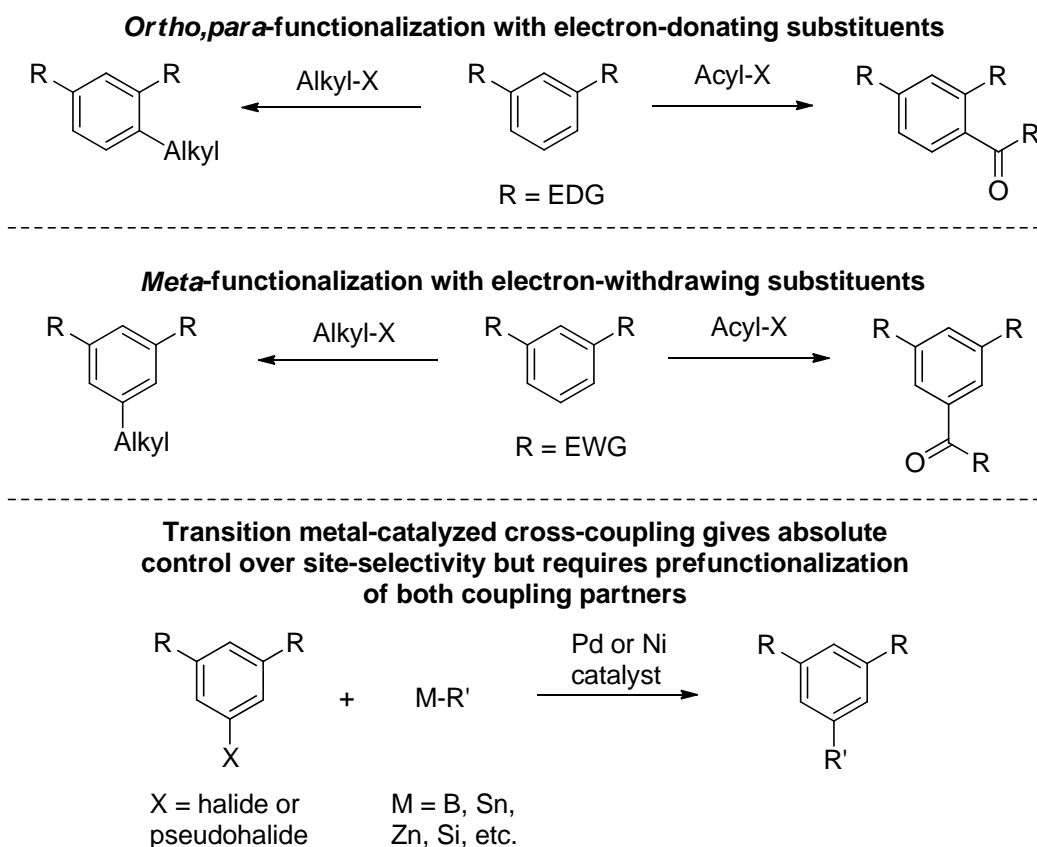 Ortho,para-functionalization with electron-donating substituents
R R Alkyl-X R R Acyl-X R R
Alkyl R
O
R = EDG
Meta-functionalization with electron-withdrawing substituents
R R Alkyl-X R R Acyl-X R R
Alkyl R = EWG O R
Transition metal-catalyzed cross-coupling gives absolute
control over site-selectivity but requires prefunctionalization
of both coupling partners
R R Pd or Ni R R
catalyst
+ M-R'
X R'
X = halide or M = B, Sn,
pseudohalide Zn, Si, etc.